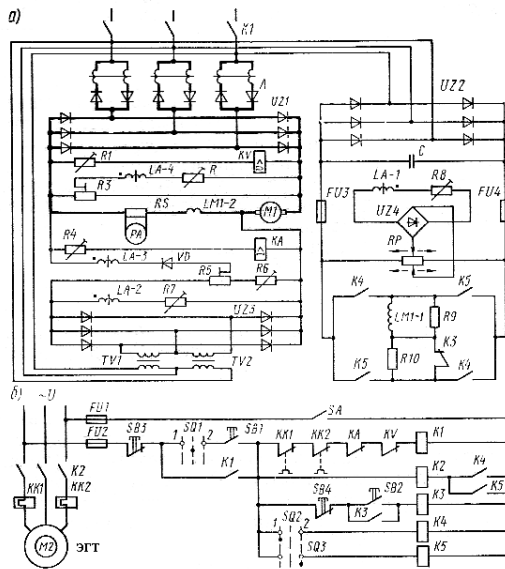 а)
K1
Л
UZ1
UZ2
R1
KV
C
LA-4
R
R3
LA-1
R8
RS
LM1-2
M1
FU3
FU4
UZ4
PA
RP
R4
KA
LA-3
VD
R5
R6
K4
K5
LA-2
R7
UZ3
LM1-1
R9
K3
R10
TV1
TV2
K5
K4
б)
~U
FU1
SA
FU2
SB3
SQ1
SB1
1
2
KK1
KK2
KA
KV
K1
K2
K1
K2
K4
KK1
KK2
K5
SB4
SB2
K3
K3
SQ2
1
2
K4
M2
ЭГТ
SQ3
K5